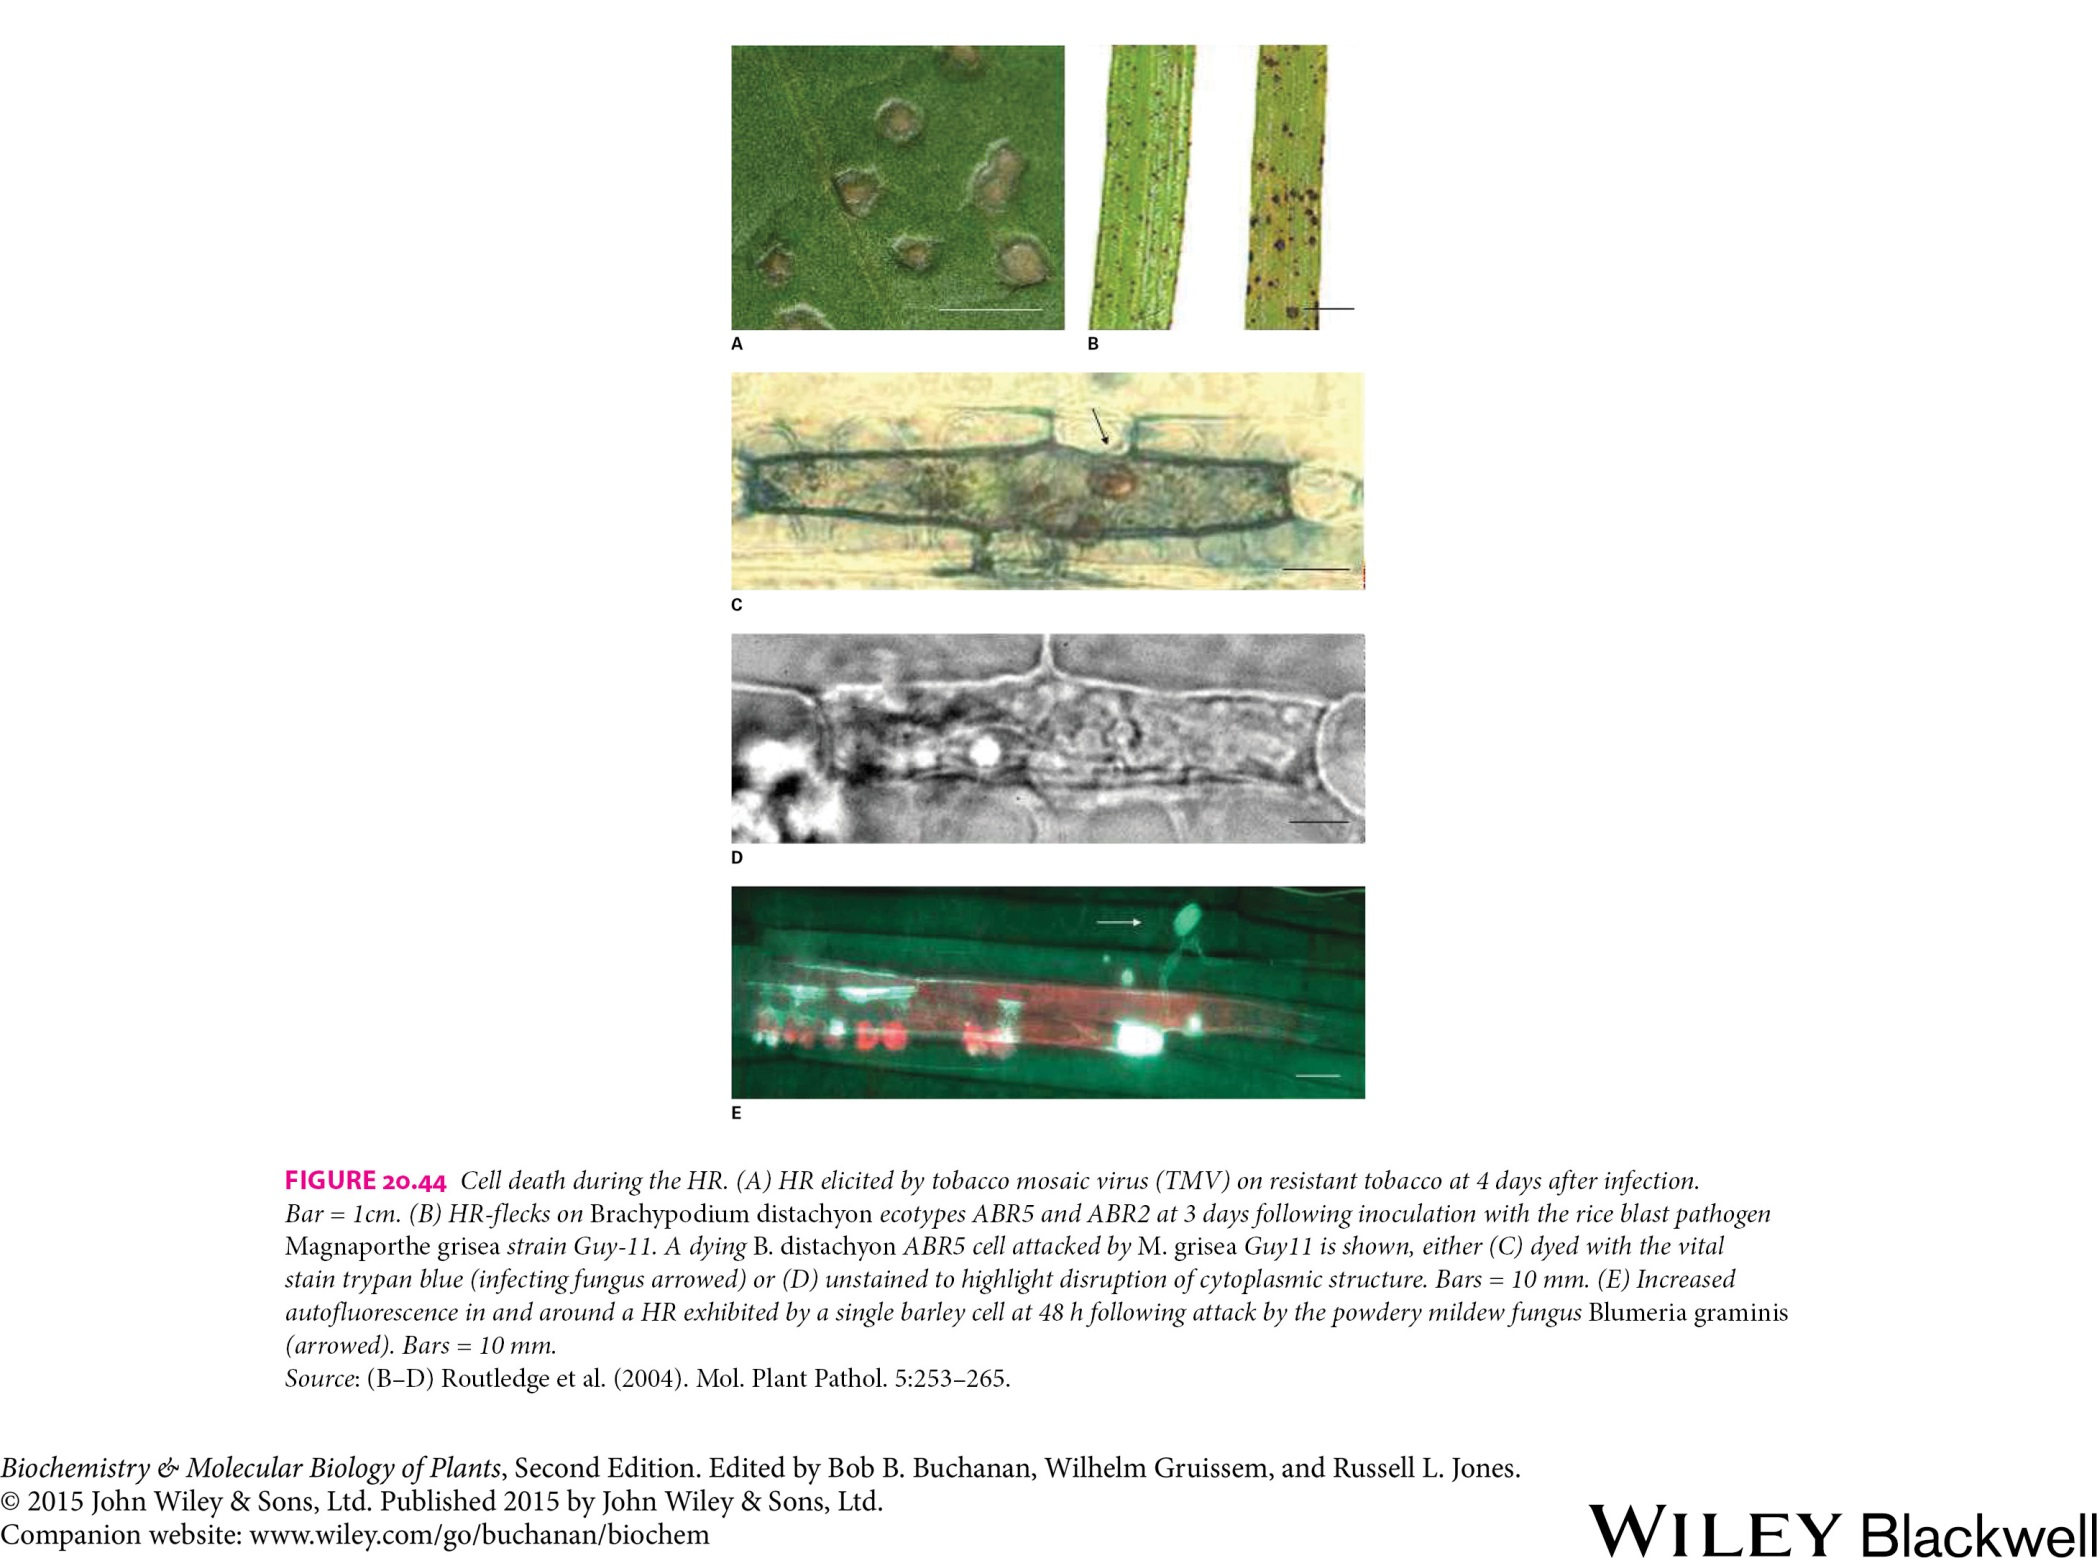 A
B
C
D
E
FIGURE 20.44 Cell death during the HR. (A) HR elicited by tobacco mosaic virus (TMV) on resistant tobacco at 4 days after infection.
Bar = 1cm. (B) HR-flecks on Brachypodium distachyon ecotypes ABR5 and ABR2 at 3 days following inoculation with the rice blast pathogen
Magnaporthe grisea strain Guy-11. A dying B. distachyon ABR5 cell attacked by M. grisea Guy11 is shown, either (C) dyed with the vital
stain trypan blue (infecting fungus arrowed) or (D) unstained to highlight disruption of cytoplasmic structure. Bars = 10 mm. (E) Increased
autofluorescence in and around a HR exhibited by a single barley cell at 48 h following attack by the powdery mildew fungus Blumeria graminis
(arrowed). Bars = 10 mm.
Source: (B–D) Routledge et al. (2004). Mol. Plant Pathol. 5:253–265.
Biochemistry & Molecular Biology of Plants, Second Edition. Edited by Bob B. Buchanan, Wilhelm Gruissem, and Russell L. Jones.
© 2015 John Wiley & Sons, Ltd. Published 2015 by John Wiley & Sons, Ltd.
Companion website: www.wiley.com/go/buchanan/biochem
WILEY Blackwell